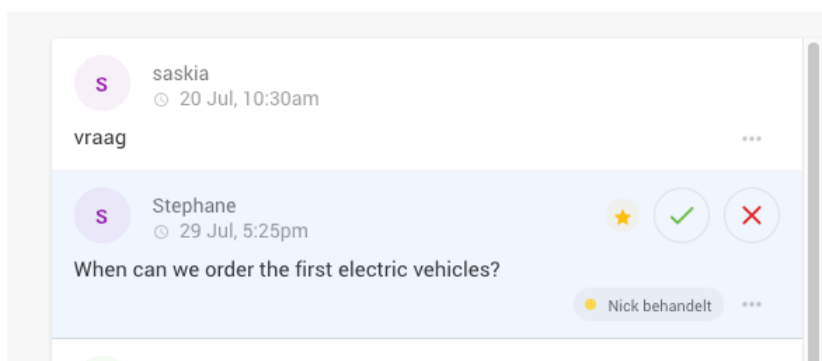 S
saskia
20 Jul, 10:30am
vraag
S
Stephane
29 Jul, 5:25pm
When can we order the first electric vehicles?
Nick behandelt